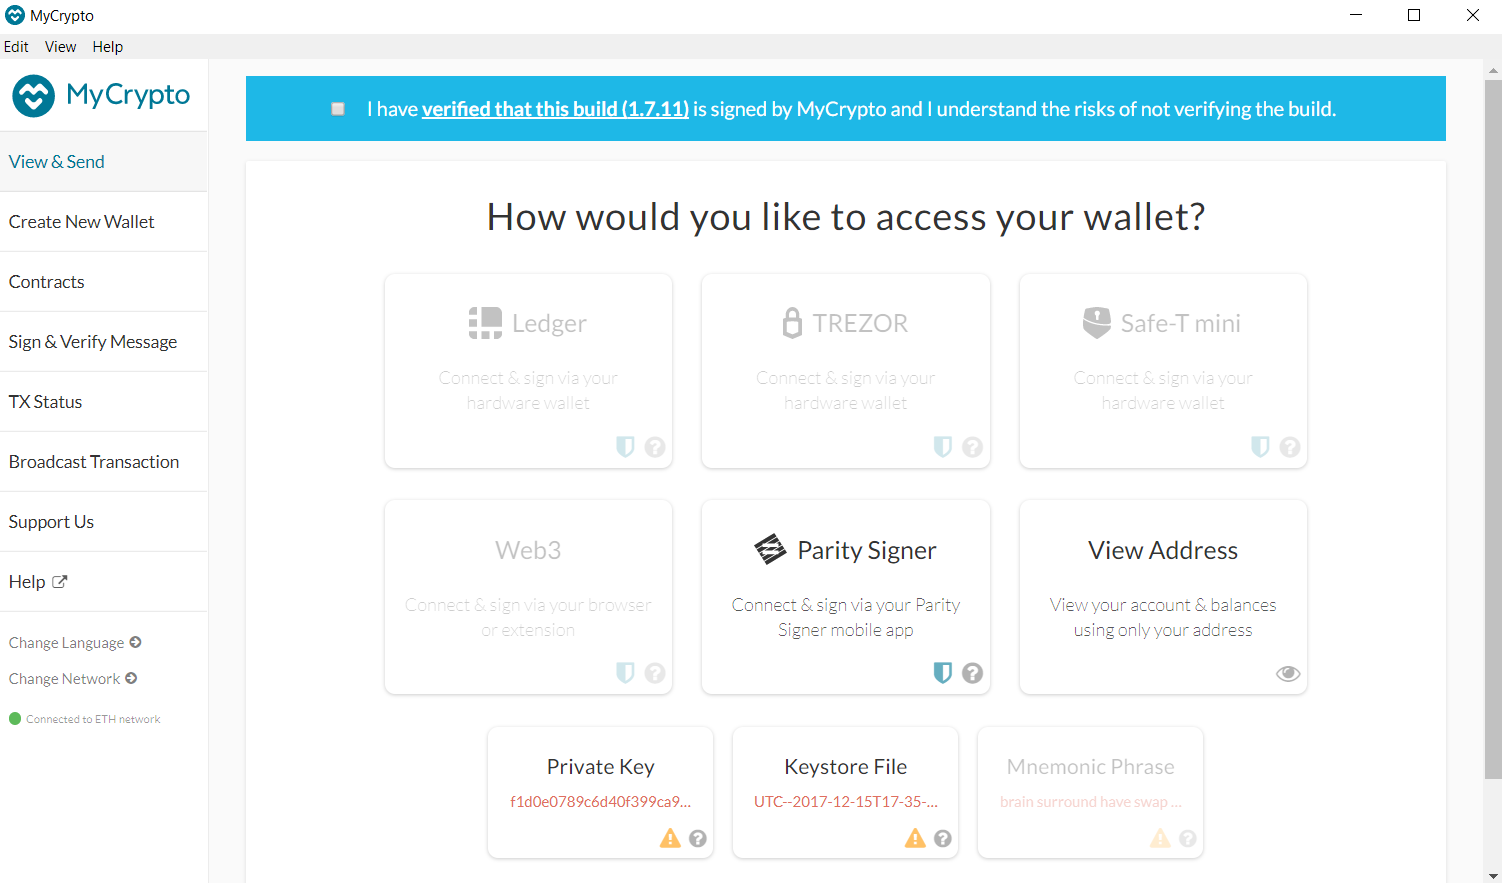 MyCrypto
Edit View Help
MyCrypto
I have verified that this build (1.7.11) is signed by MyCrypto and I understand the risks of not verifying the build.
View & Send
Create New Wallet
Contracts
Sign & Verify Message
TX Status
Broadcast Transaction
Support Us
Help
Change Language
Change Network
Connected to ETH network
How would you like to access your wallet?
Ledger
Connect & sign via your
hardware wallet
TREZOR
Connect & sign via your
hardware wallet
Safe-T mini
Connect & sign via your
hardware wallet
Web3
Connect & sign via your browser
or extension
Parity Signer
Connect & sign via your Parity
Signer mobile app
View Address
View your account & balances
using only your address
Private Key
f1d0e0789c6d40f399ca9...
Keystore File
UTC--2017-12-15T17-35-...
Mnemonic Phrase
brain surround have swap ...